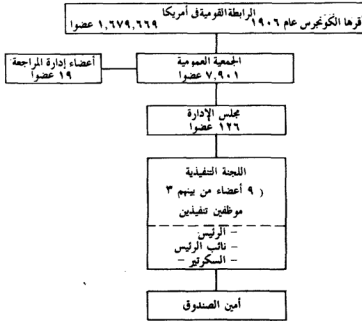 الرابطة القومية فى أمريكا
قرها الكونجرس عام ١٩٠٦ ١,٦٧٩,٦٦٩ عضوا
الجمعية العمومية
٧,٩٠١ عضوا
أعضاء إدارة المراجعة
١٩ عضوا
مجلس الإدارة
١٢٦ عضوا
اللجنة التنفيذية
( ٩ أعضاء من بينهم ٣
موظفين تنفيذين
– الرئيس
– نائب الرئيس
– السكرتير –
أمين الصندوق